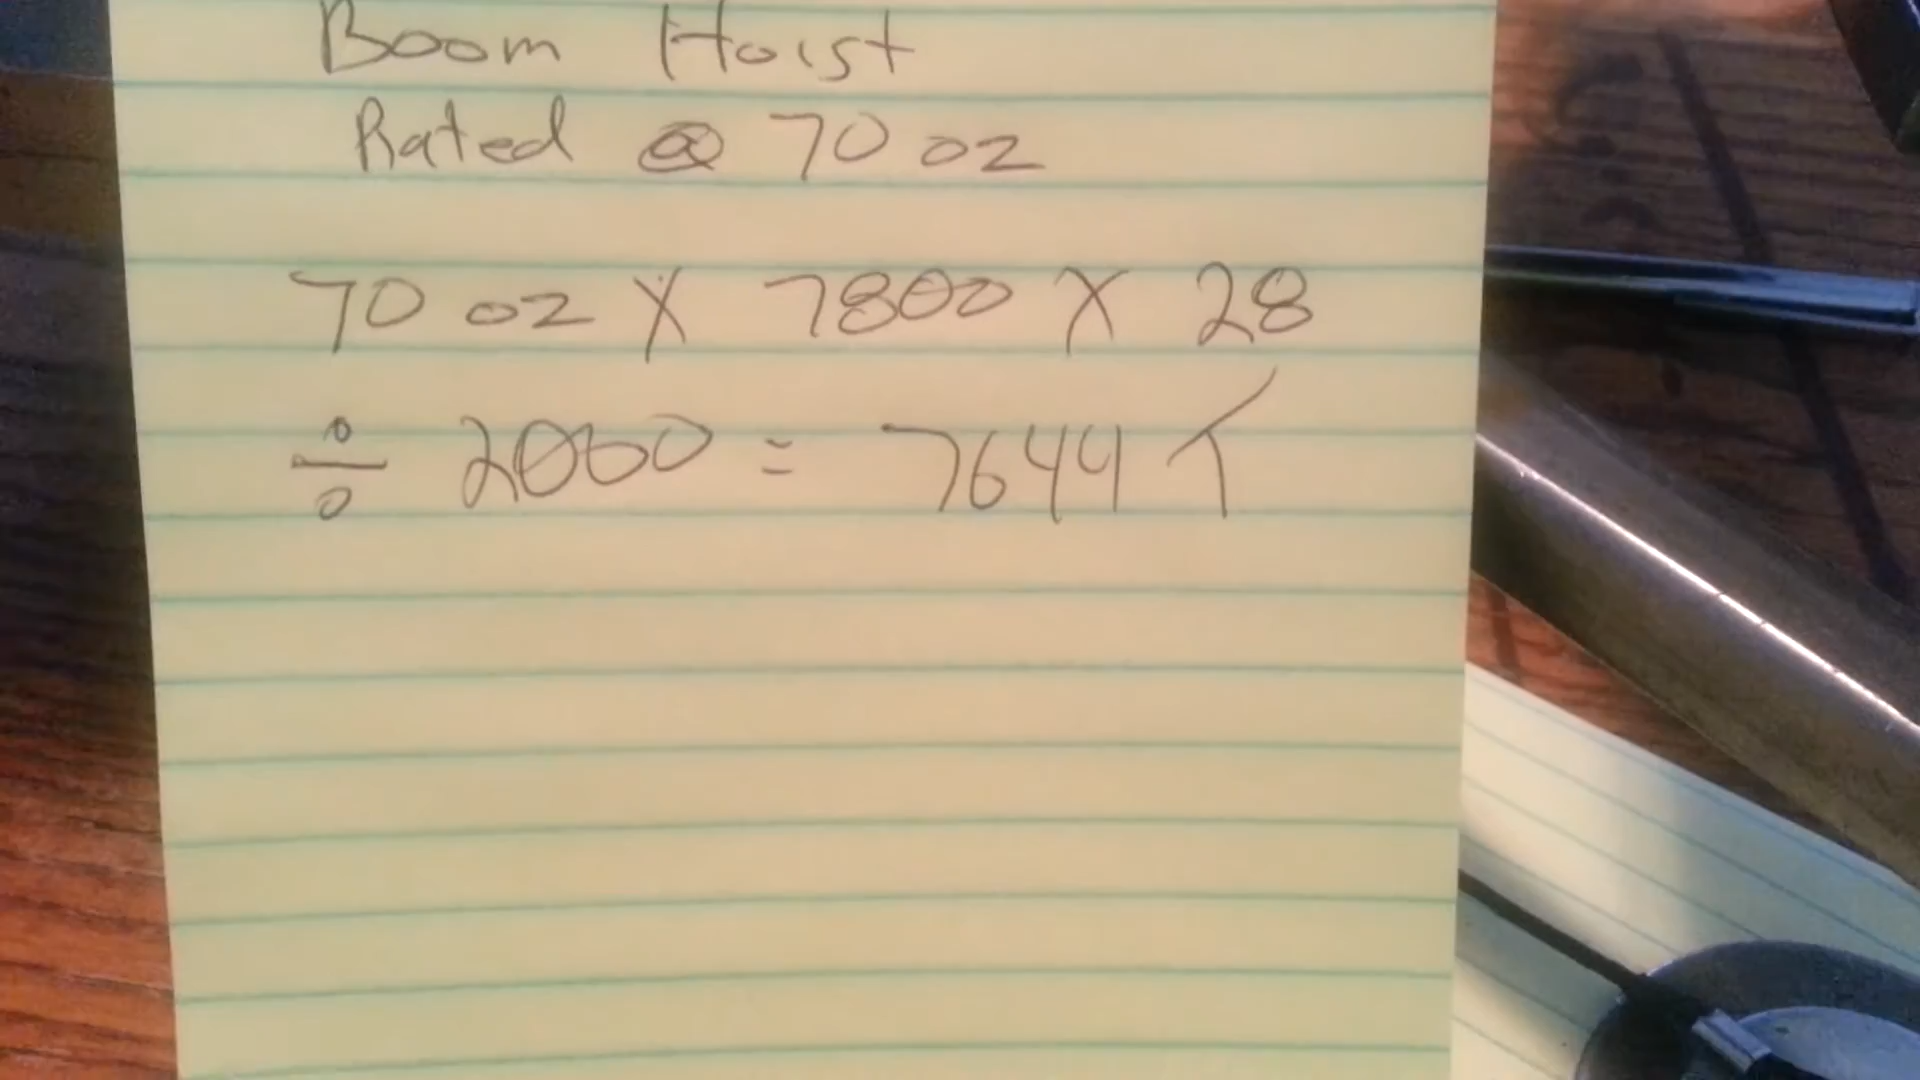 Boom Hoist
Rated @ 70 oz
70 oz X 7800 X 28
÷ 2000 = 7644 T